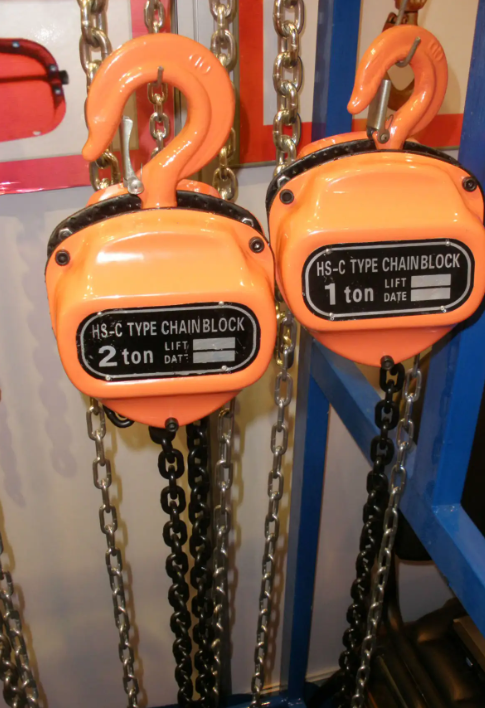 HS-C TYPE CHAIN BLOCK
2 ton LIFT
DATE
HS-C TYPE CHAIN BLOCK
1 ton LIFT
DATE